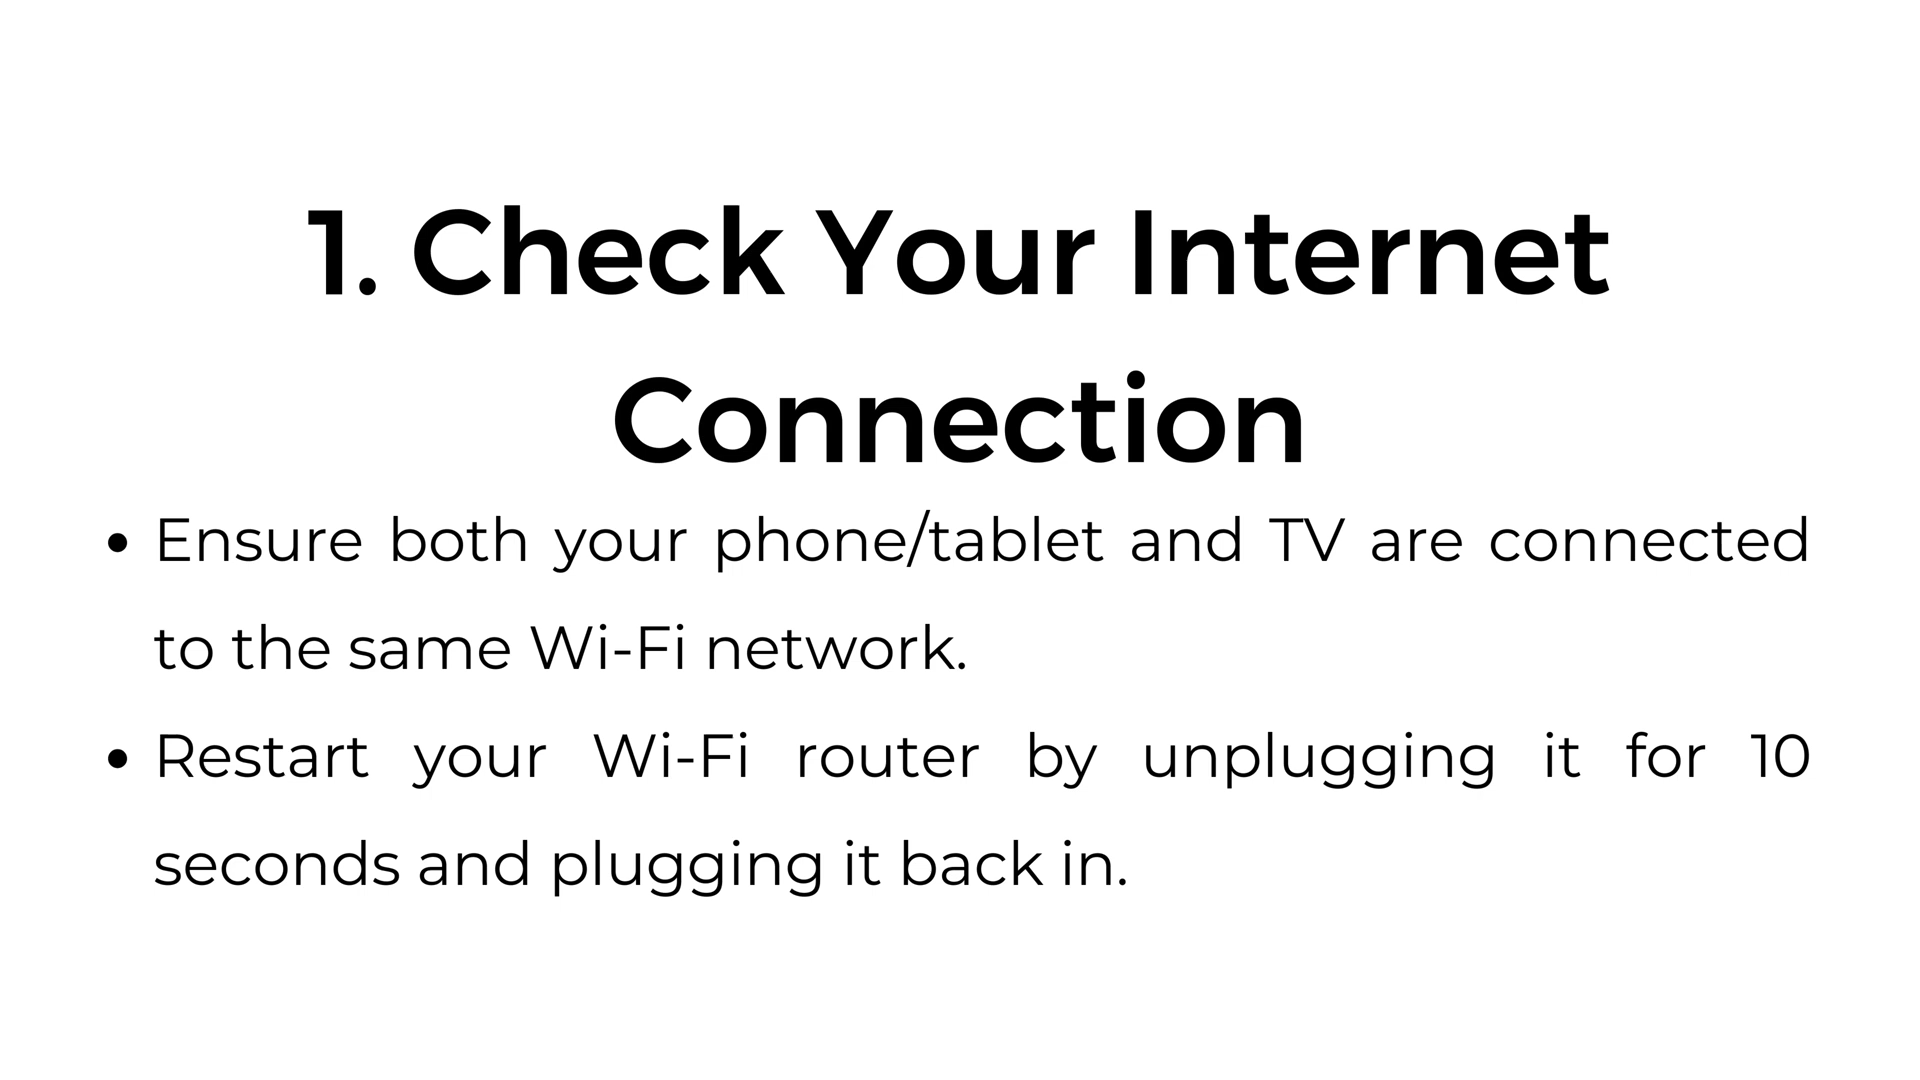 1. Check Your Internet
Connection
• Ensure both your phone/tablet and TV are connected
to the same Wi-Fi network.
• Restart your Wi-Fi router by unplugging it for 10
seconds and plugging it back in.